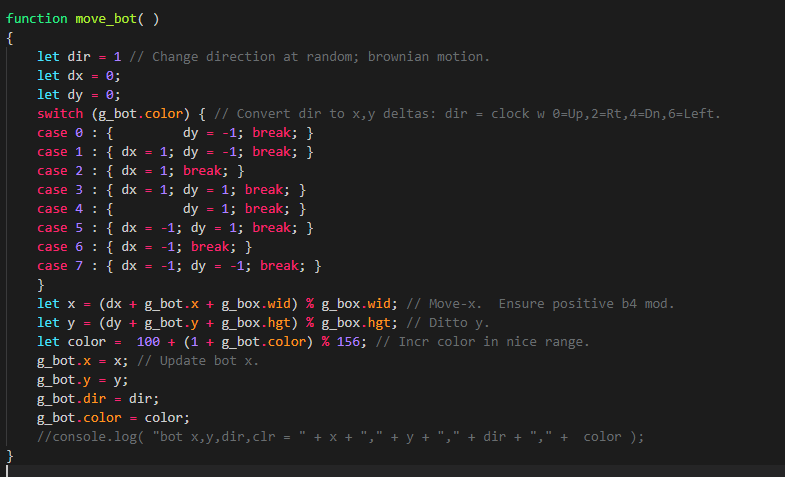 function move_bot( )
{
    let dir = 1 // Change direction at random; brownian motion.
    let dx = 0;
    let dy = 0;
    switch (g_bot.color) { // Convert dir to x,y deltas: dir = clock w 0=Up,2=Rt,4=Dn,6=Left.
    case 0 : {         dy = -1; break; }
    case 1 : { dx = 1; dy = -1; break; }
    case 2 : { dx = 1; break; }
    case 3 : { dx = 1; dy = 1; break; }
    case 4 : {         dy = 1; break; }
    case 5 : { dx = -1; dy = 1; break; }
    case 6 : { dx = -1; break; }
    case 7 : { dx = -1; dy = -1; break; }
    }
    let x = (dx + g_bot.x + g_box.wid) % g_box.wid; // Move-x.  Ensure positive b4 mod.
    let y = (dy + g_bot.y + g_box.hgt) % g_box.hgt; // Ditto y.
    let color =  100 + (1 + g_bot.color) % 156; // Incr color in nice range.
    g_bot.x = x; // Update bot x.
    g_bot.y = y;
    g_bot.dir = dir;
    g_bot.color = color;
    //console.log( "bot x,y,dir,clr = " + x + "," + y + "," + dir + "," +  color );
}